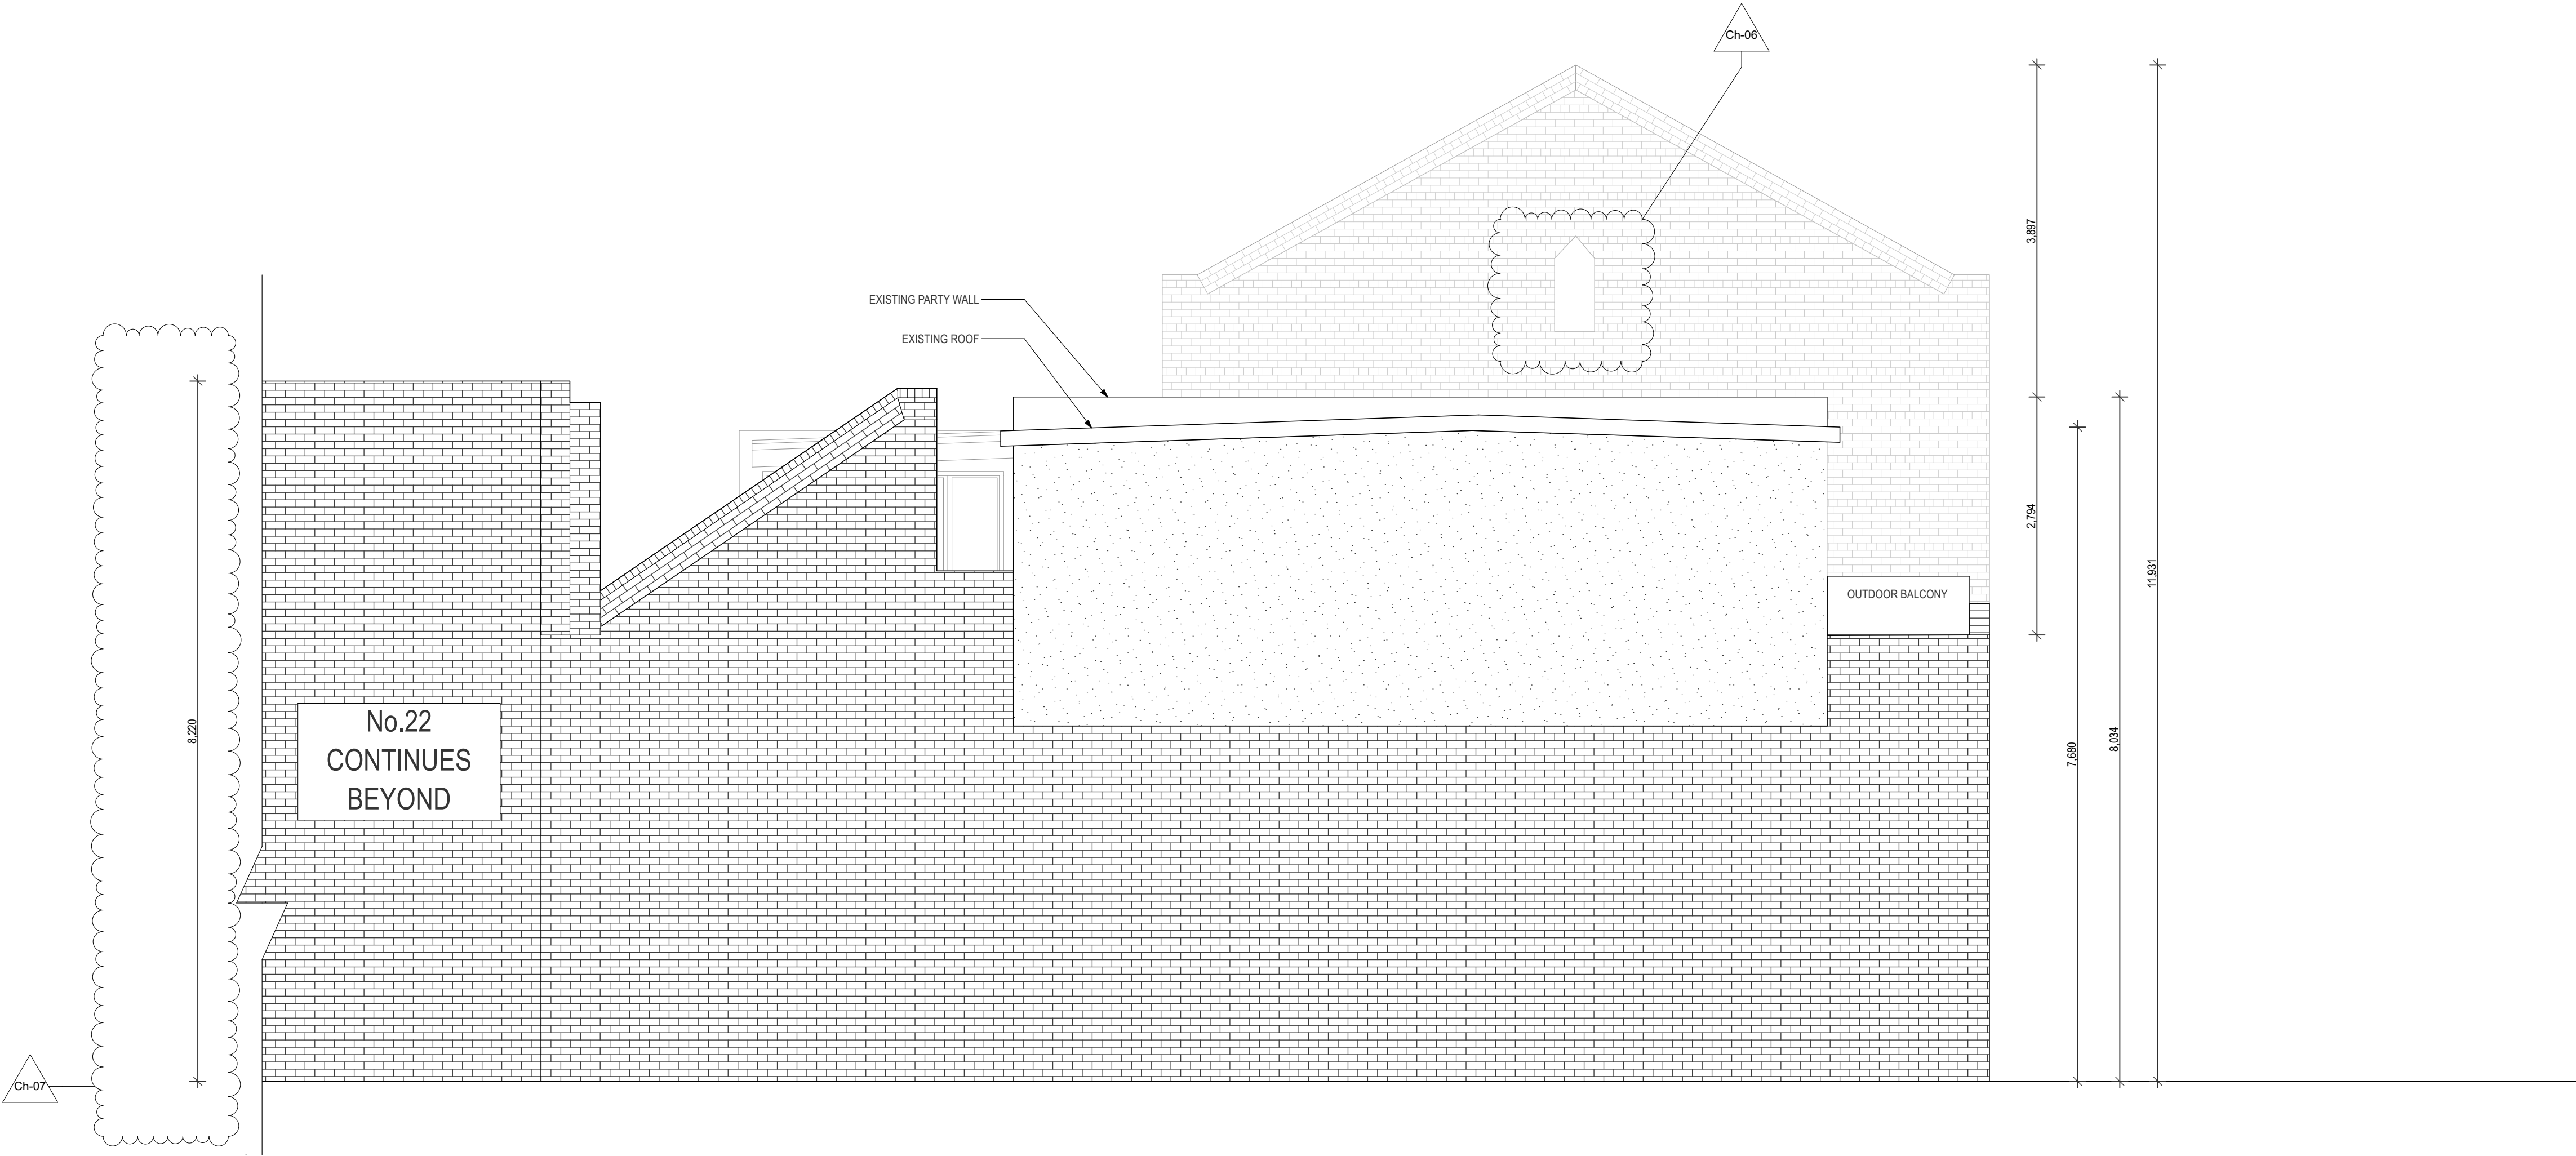 Ch-06
3,897
EXISTING PARTY WALL
EXISTING ROOF
2,794
11,931
OUTDOOR BALCONY
No.22
CONTINUES
BEYOND
8,220
7,680
8,034
Ch-07